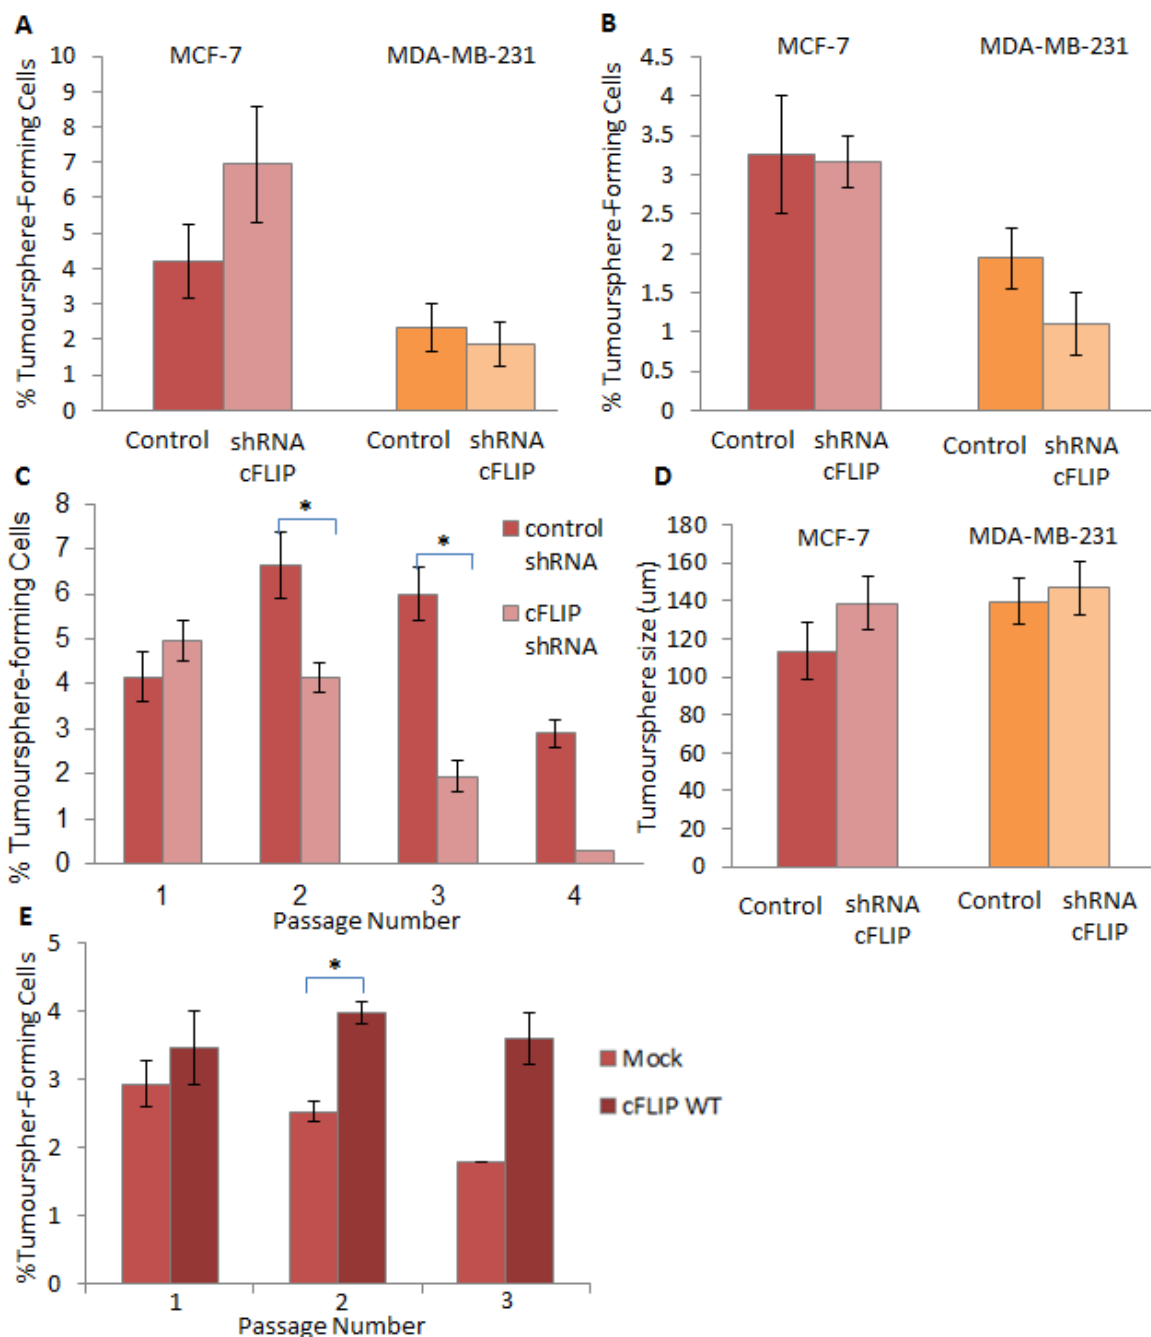 A
B
MCF-7
MDA-MB-231
MCF-7
MDA-MB-231
% Tumoursphere-Forming Cells
10
9
8
7
6
5
4
3
2
1
0
Control
shRNA
cFLIP
Control
shRNA
cFLIP
% Tumoursphere-Forming Cells
4.5
4
3.5
3
2.5
2
1.5
1
0.5
0
Control
shRNA
cFLIP
Control
shRNA
cFLIP
C
% Tumoursphere-forming Cells
8
7
6
5
4
3
2
1
0
*
*
control
shRNA
cFLIP
shRNA
1
2
3
4
Passage Number
D
Tumoursphere size (um)
180
160
140
120
100
80
60
40
20
0
MCF-7
MDA-MB-231
Control
shRNA
cFLIP
Control
shRNA
cFLIP
E
%Tumourspher-Forming Cells
5
4
3
2
1
0
*
Mock
cFLIP WT
1
2
3
Passage Number